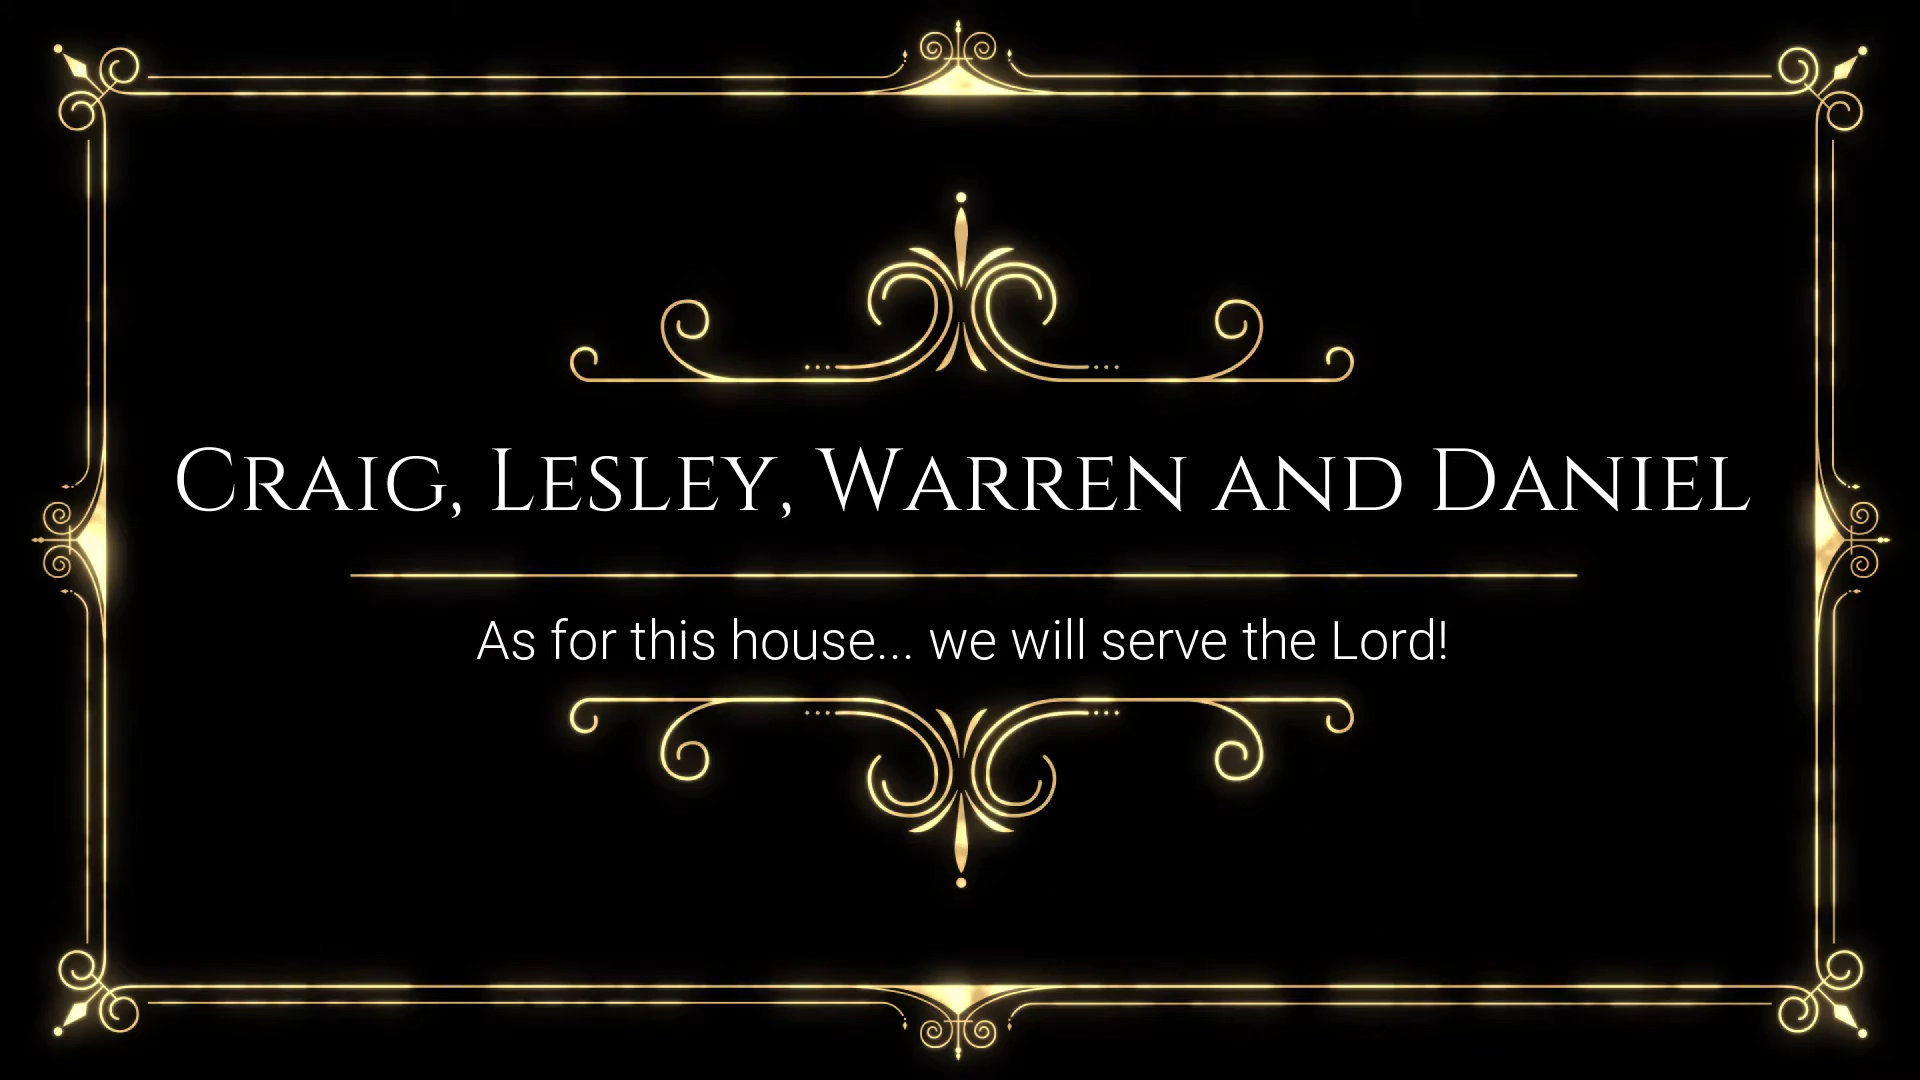 Craig, Lesley, Warren and Daniel
As for this house... we will serve the Lord!